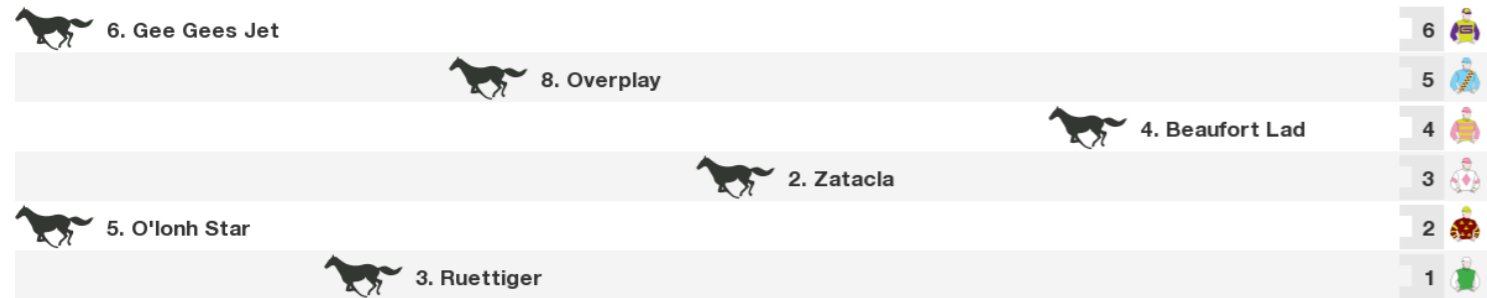 6. Gee Gees Jet 6
8. Overplay 5
4. Beaufort Lad 4
2. Zatacla 3
5. O'lonh Star 2
3. Ruettiger 1